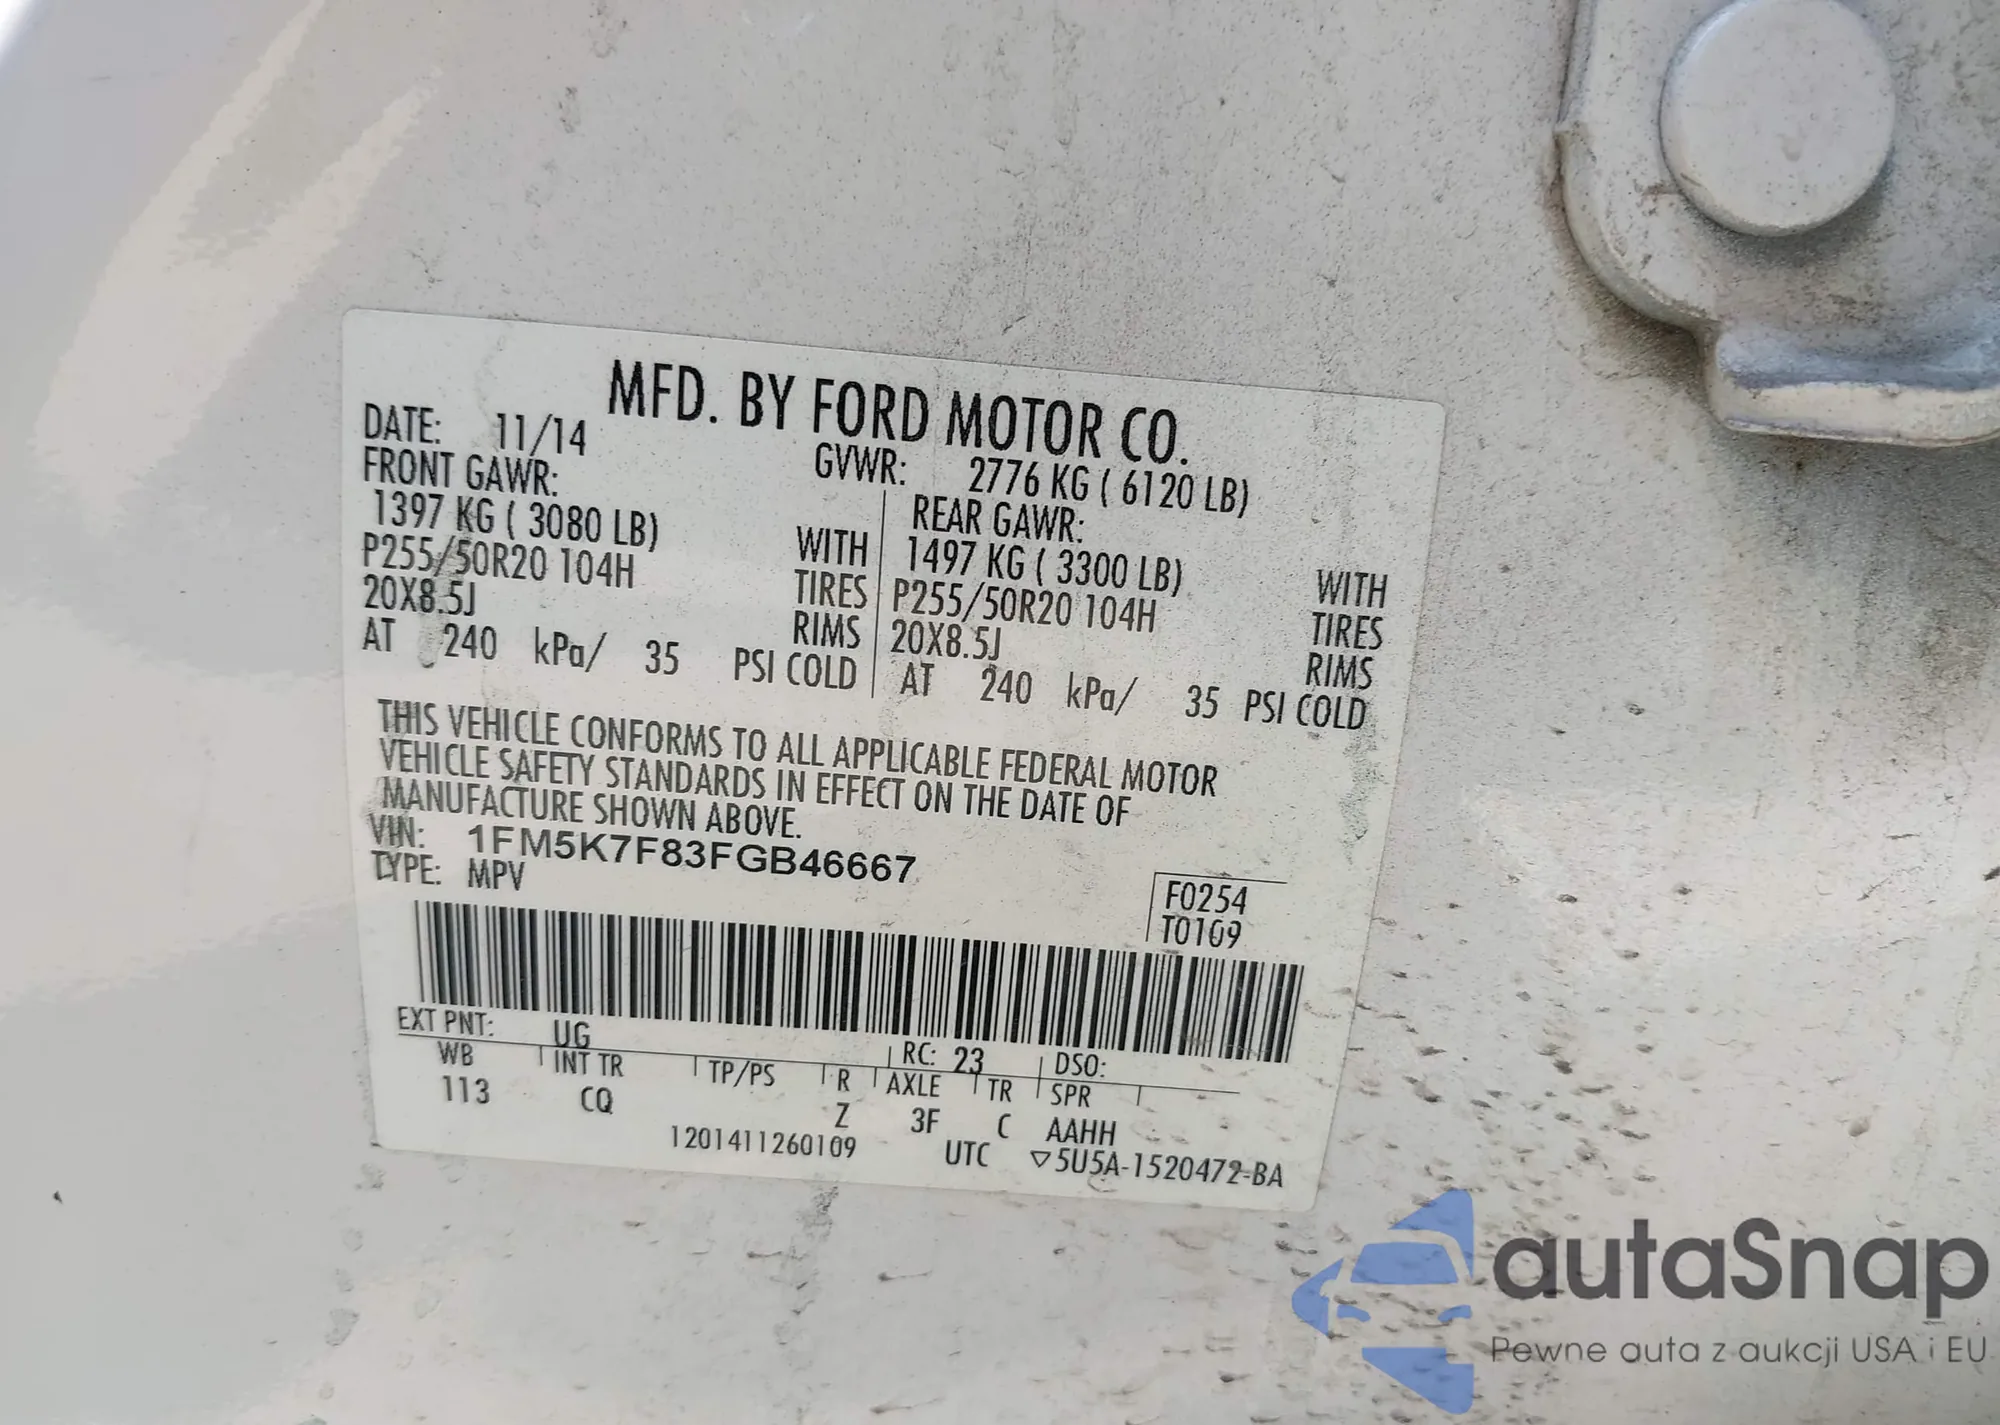 MFD. BY FORD MOTOR CO.
DATE: 11/14
GVWR: 2776 KG ( 6120 LB)
FRONT GAWR:
1397 KG ( 3080 LB) WITH
P255/50R20 104H TIRES
20X8.5J RIMS
AT 240 kPa/ 35 PSI COLD
REAR GAWR:
1497 KG ( 3300 LB) WITH
P255/50R20 104H TIRES
20X8.5J RIMS
AT 240 kPa/ 35 PSI COLD
THIS VEHICLE CONFORMS TO ALL APPLICABLE FEDERAL MOTOR
VEHICLE SAFETY STANDARDS IN EFFECT ON THE DATE OF
MANUFACTURE SHOWN ABOVE.
VIN: 1FM5K7F83FGB46667
TYPE: MPV
F0254
T0109
EXT PNT: UG RC: 23 DSO:
WB INT TR TP/PS R AXLE TR SPR
113 CQ Z 3F C AAHH
1201411260109 UTC ▽5U5A-1520472-BA
autaSnap
Pewne auta z aukcji USA i EU